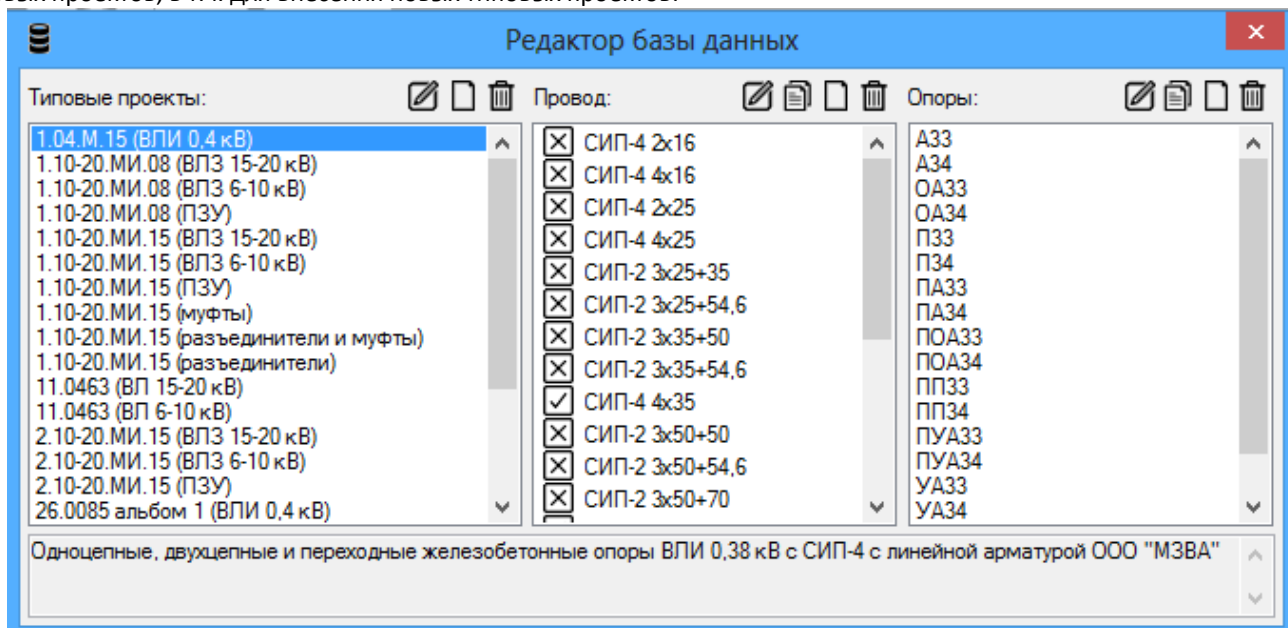 Редактор базы данных
Типовые проекты:
1.04.М.15 (ВЛИ 0,4 кВ)
1.10-20.МИ.08 (ВЛЗ 15-20 кВ)
1.10-20.МИ.08 (ВЛЗ 6-10 кВ)
1.10-20.МИ.08 (ПЗУ)
1.10-20.МИ.15 (ВЛЗ 15-20 кВ)
1.10-20.МИ.15 (ВЛЗ 6-10 кВ)
1.10-20.МИ.15 (ПЗУ)
1.10-20.МИ.15 (муфты)
1.10-20.МИ.15 (разъединители и муфты)
1.10-20.МИ.15 (разъединители)
11.0463 (ВЛ 15-20 кВ)
11.0463 (ВЛ 6-10 кВ)
2.10-20.МИ.15 (ВЛЗ 15-20 кВ)
2.10-20.МИ.15 (ВЛЗ 6-10 кВ)
2.10-20.МИ.15 (ПЗУ)
26.0085 альбом 1 (ВЛИ 0,4 кВ)
Провод:
СИП-4 2х16
СИП-4 4х16
СИП-4 2х25
СИП-4 4х25
СИП-2 3х25+35
СИП-2 3х25+54,6
СИП-2 3х35+50
СИП-2 3х35+54,6
СИП-4 4х35
СИП-2 3х50+50
СИП-2 3х50+54,6
СИП-2 3х50+70
Опоры:
А33
А34
ОА33
ОА34
П33
П34
ПА33
ПА34
ПОА33
ПОА34
ПП33
ПП34
ПУА33
ПУА34
УА33
УА34
Одноцепные, двухцепные и переходные железобетонные опоры ВЛИ 0,38 кВ с СИП-4 с линейной арматурой ООО "МЗВА"